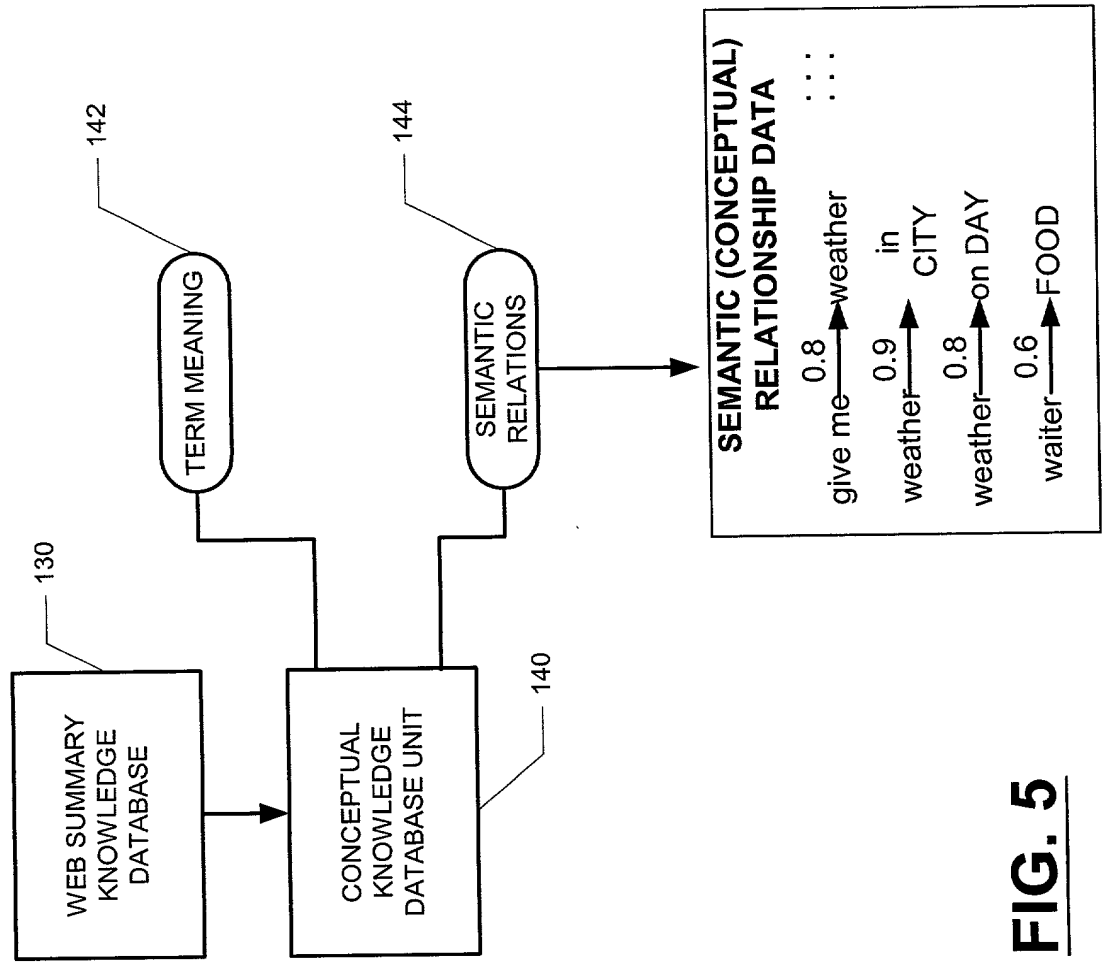 WEB SUMMARY
KNOWLEDGE
DATABASE
130
CONCEPTUAL
KNOWLEDGE
DATABASE UNIT
140
TERM MEANING
142
SEMANTIC
RELATIONS
144
SEMANTIC (CONCEPTUAL)
RELATIONSHIP DATA
give me 0.8 weather . . .
weather 0.9 in . . .
CITY
weather 0.8 on DAY
waiter 0.6 FOOD
FIG. 5